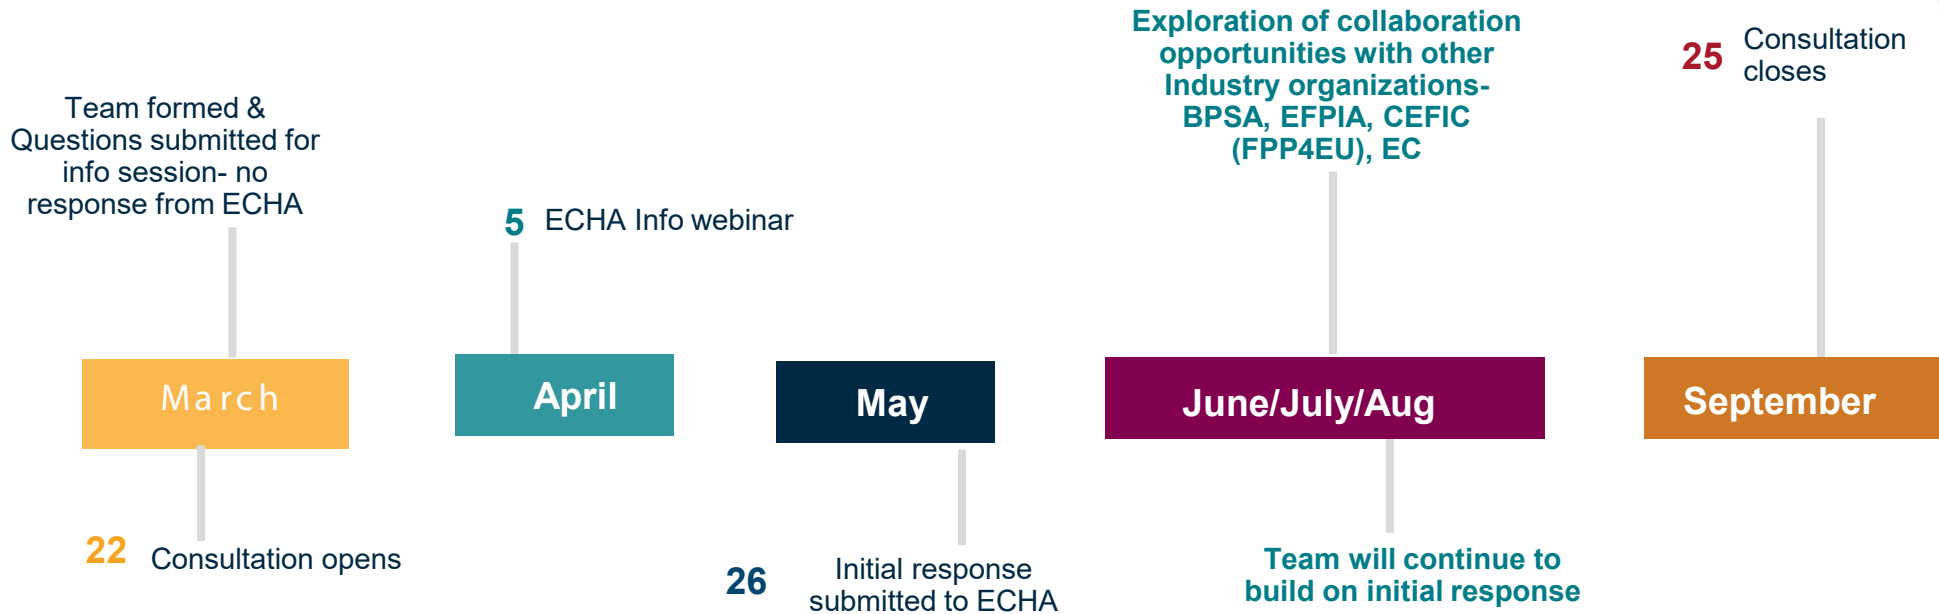 Team formed &
Questions submitted for
info session- no
response from ECHA
March
22
Consultation opens
5
ECHA Info webinar
April
May
26
Initial response
submitted to ECHA
Exploration of collaboration
opportunities with other
Industry organizations-
BPSA, EFPIA, CEFIC
(FPP4EU), EC
June/July/Aug
Team will continue to
build on initial response
25
Consultation
closes
September